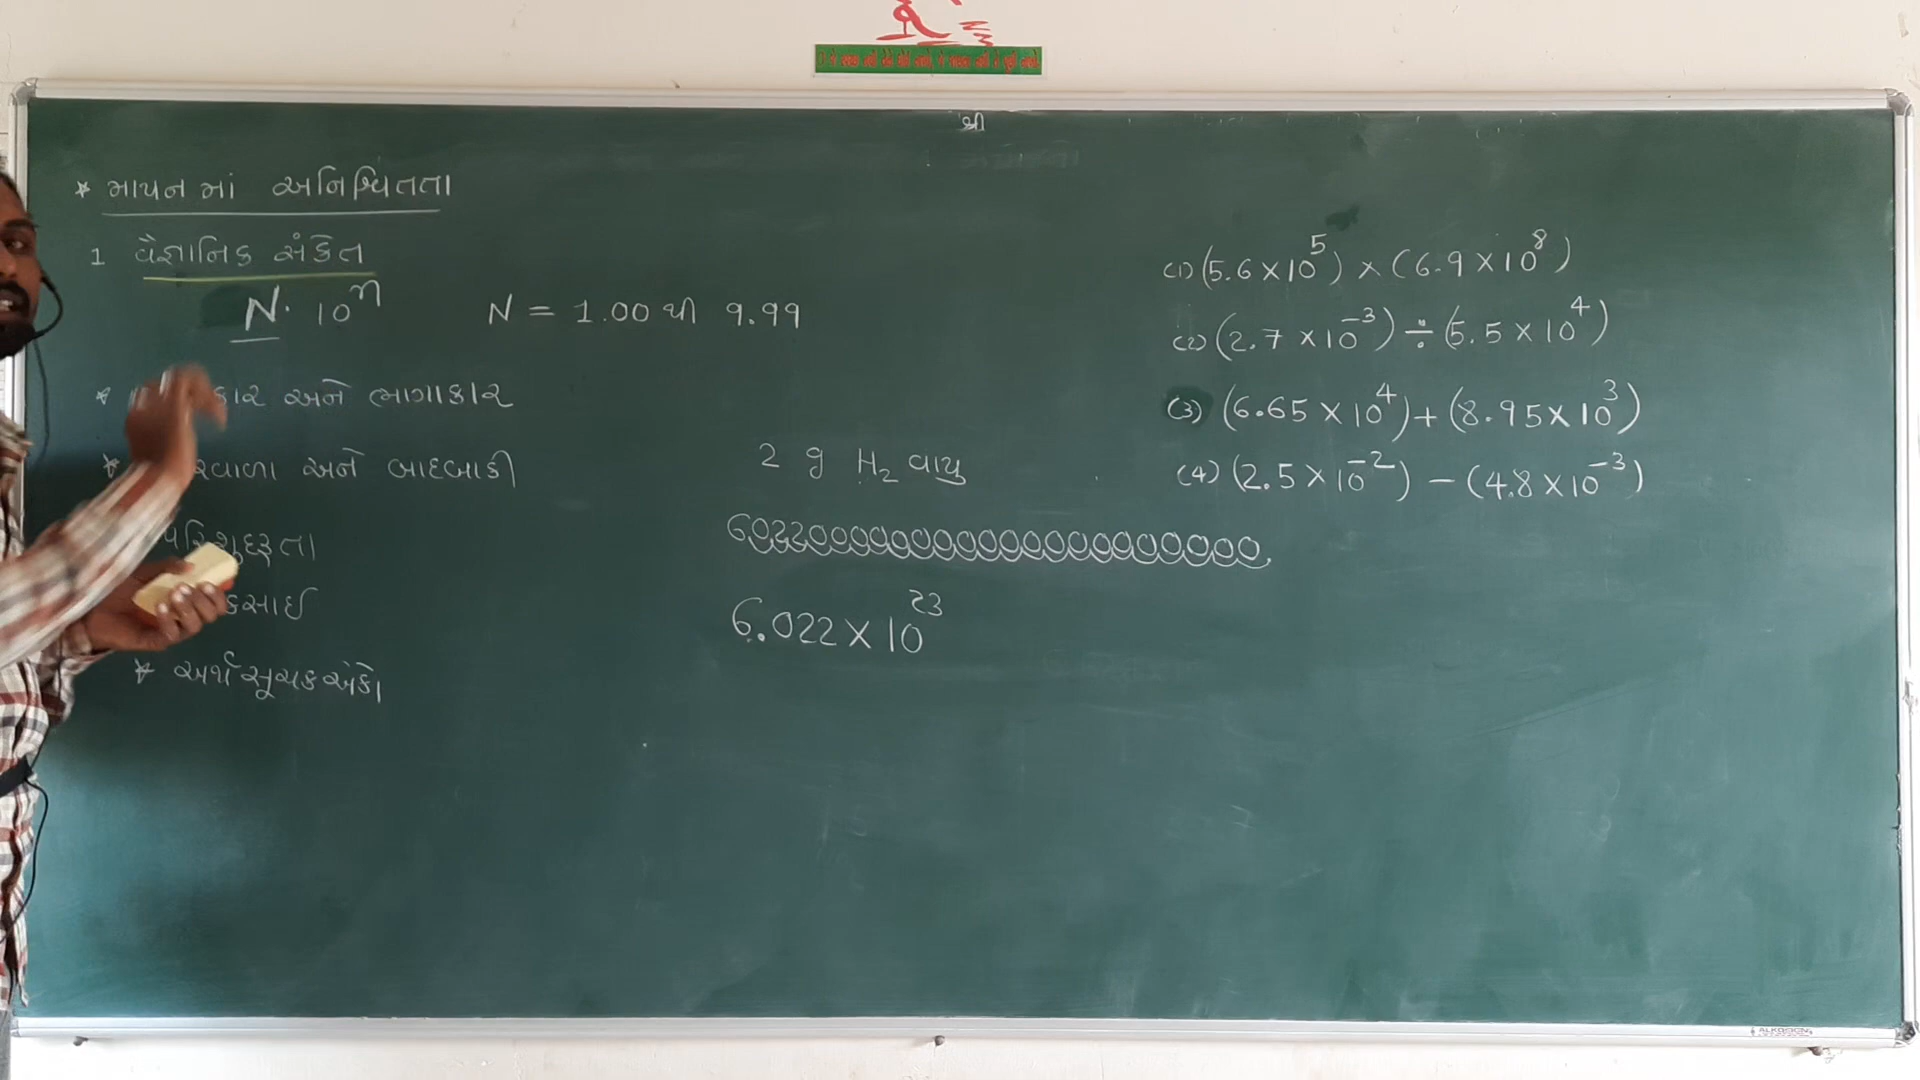 શ્રી
* માપન માં અનિશ્ચિતતા
1 વૈજ્ઞાનિક સંકેત
N. 10ⁿ N = 1.00 થી 9.99
* કાર અને ભાગાકાર
* રવાળા અને બાદબાકી
* અર્થસૂચક અંકો
2 g H₂ વાયુ
602200000000000000000000
6.022 × 10²³
(1) (5.6 × 10⁵) × (6.9 × 10⁸)
(2) (2.7 × 10⁻³) ÷ (5.5 × 10⁴)
(3) (6.65 × 10⁴) + (8.95 × 10³)
(4) (2.5 × 10⁻²) − (4.8 × 10⁻³)